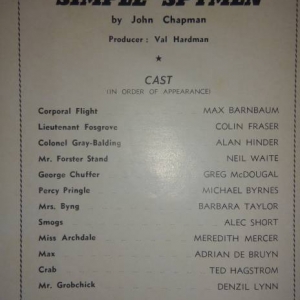 SIMPLE SPYMEN
by John Chapman
Producer : Val Hardman
CAST
(IN ORDER OF APPEARANCE)
Corporal Flight MAX BARNBAUM
Lieutenant Fosgrove COLIN FRASER
Colonel Gray-Balding ALAN HINDER
Mr. Forster Stand NEIL WAITE
George Chuffer GREG McDOUGAL
Percy Pringle MICHAEL BYRNES
Mrs. Byng BARBARA TAYLOR
Smogs ALEC SHORT
Miss Archdale MEREDITH MERCER
Max ADRIAN DE BRUYN
Crab TED HAGSTROM
Mr. Grobchick DENZIL LYNN